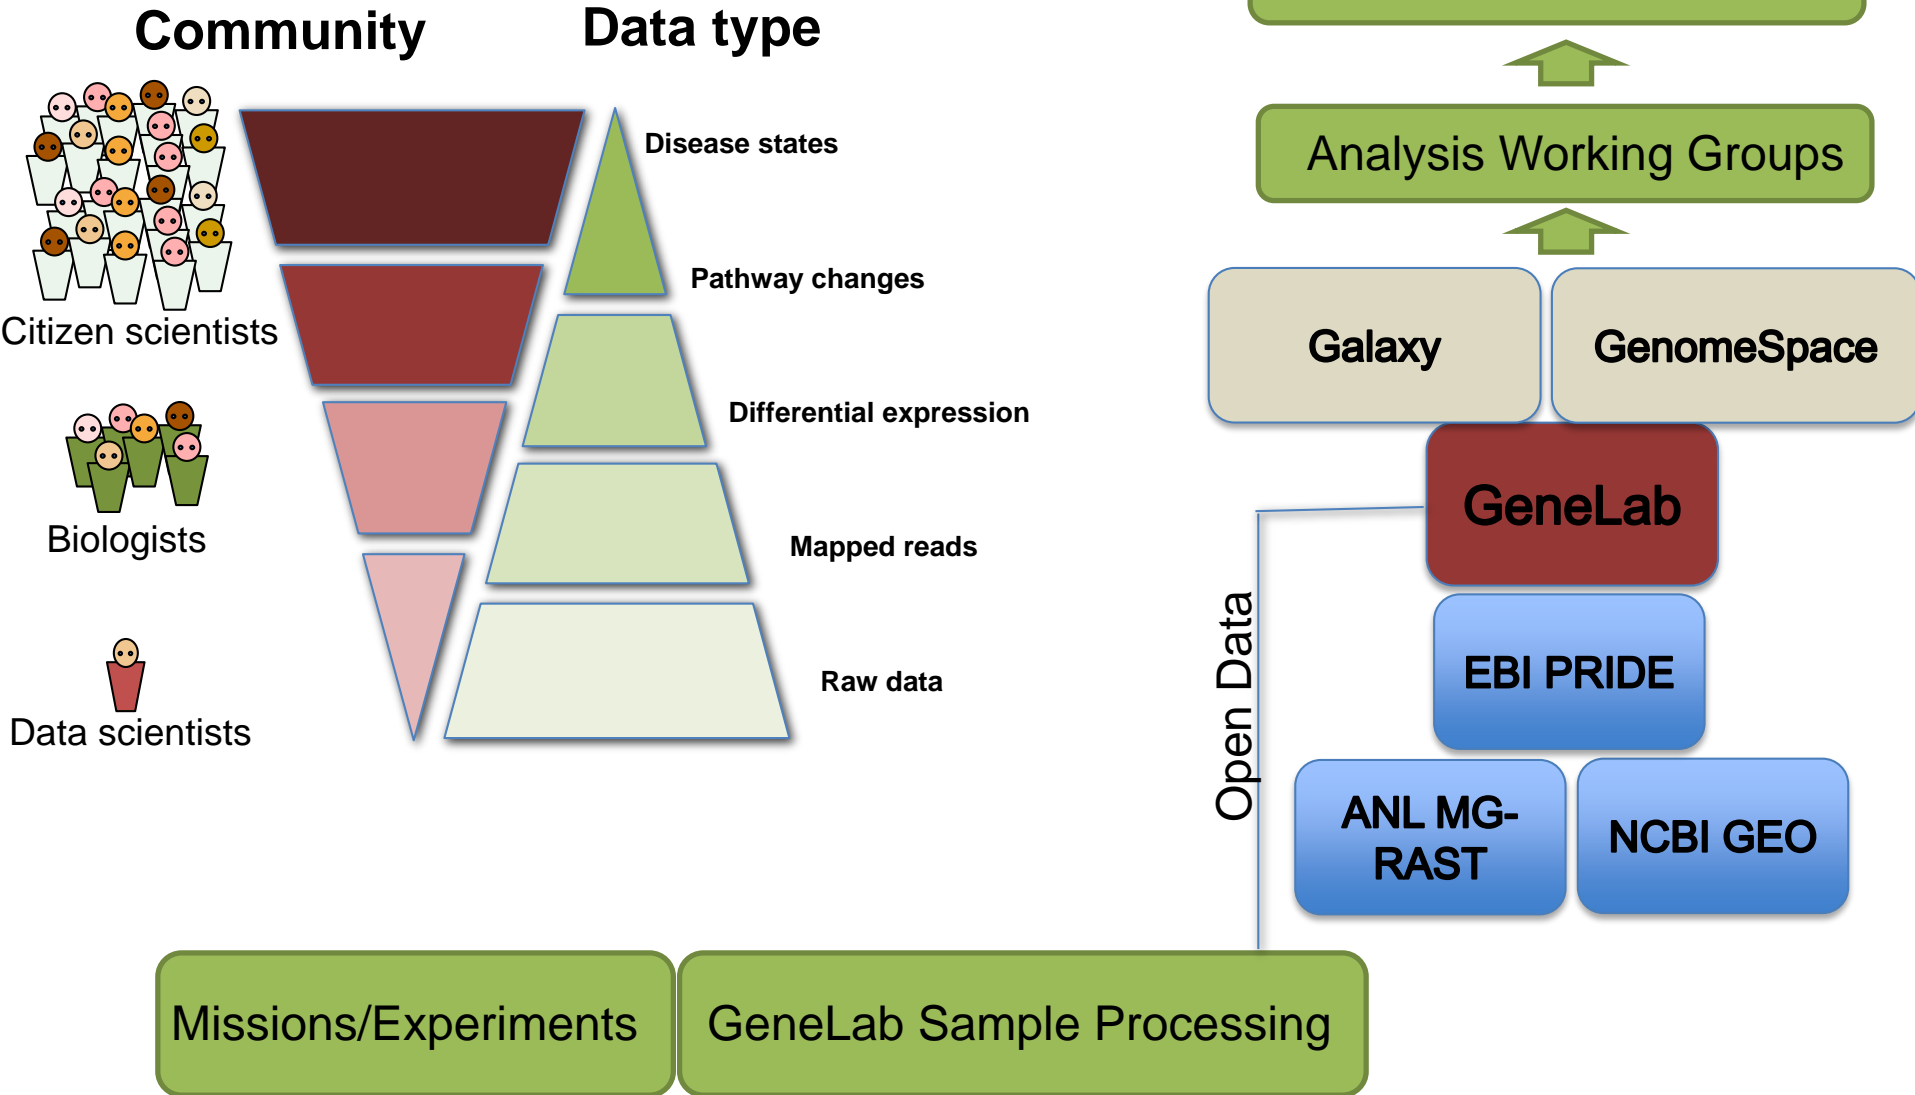 Community
Data type
Disease states
Pathway changes
Differential expression
Mapped reads
Raw data
Citizen scientists
Biologists
Data scientists
Analysis Working Groups
Galaxy
GenomeSpace
GeneLab
EBI PRIDE
ANL MG-
RAST
NCBI GEO
Open Data
Missions/Experiments
GeneLab Sample Processing